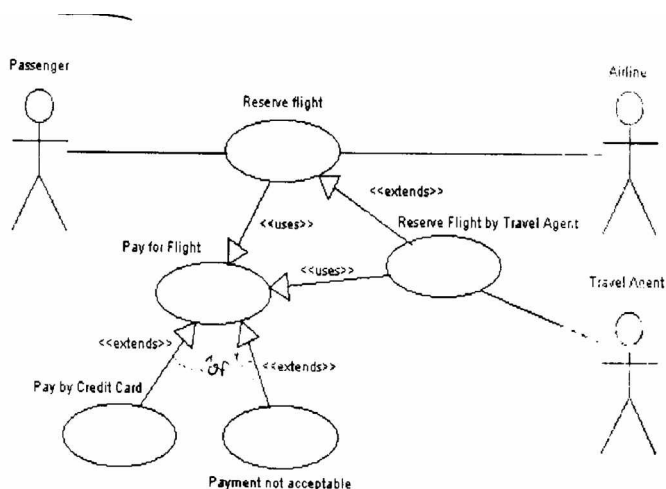 Passenger
Airline
Reserve flight
<<extends>>
<<uses>>
Reserve Flight by Travel Agent
Pay for Flight
<<uses>>
Travel Agent
<<extends>>
or
<<extends>>
Pay by Credit Card
Payment not acceptable